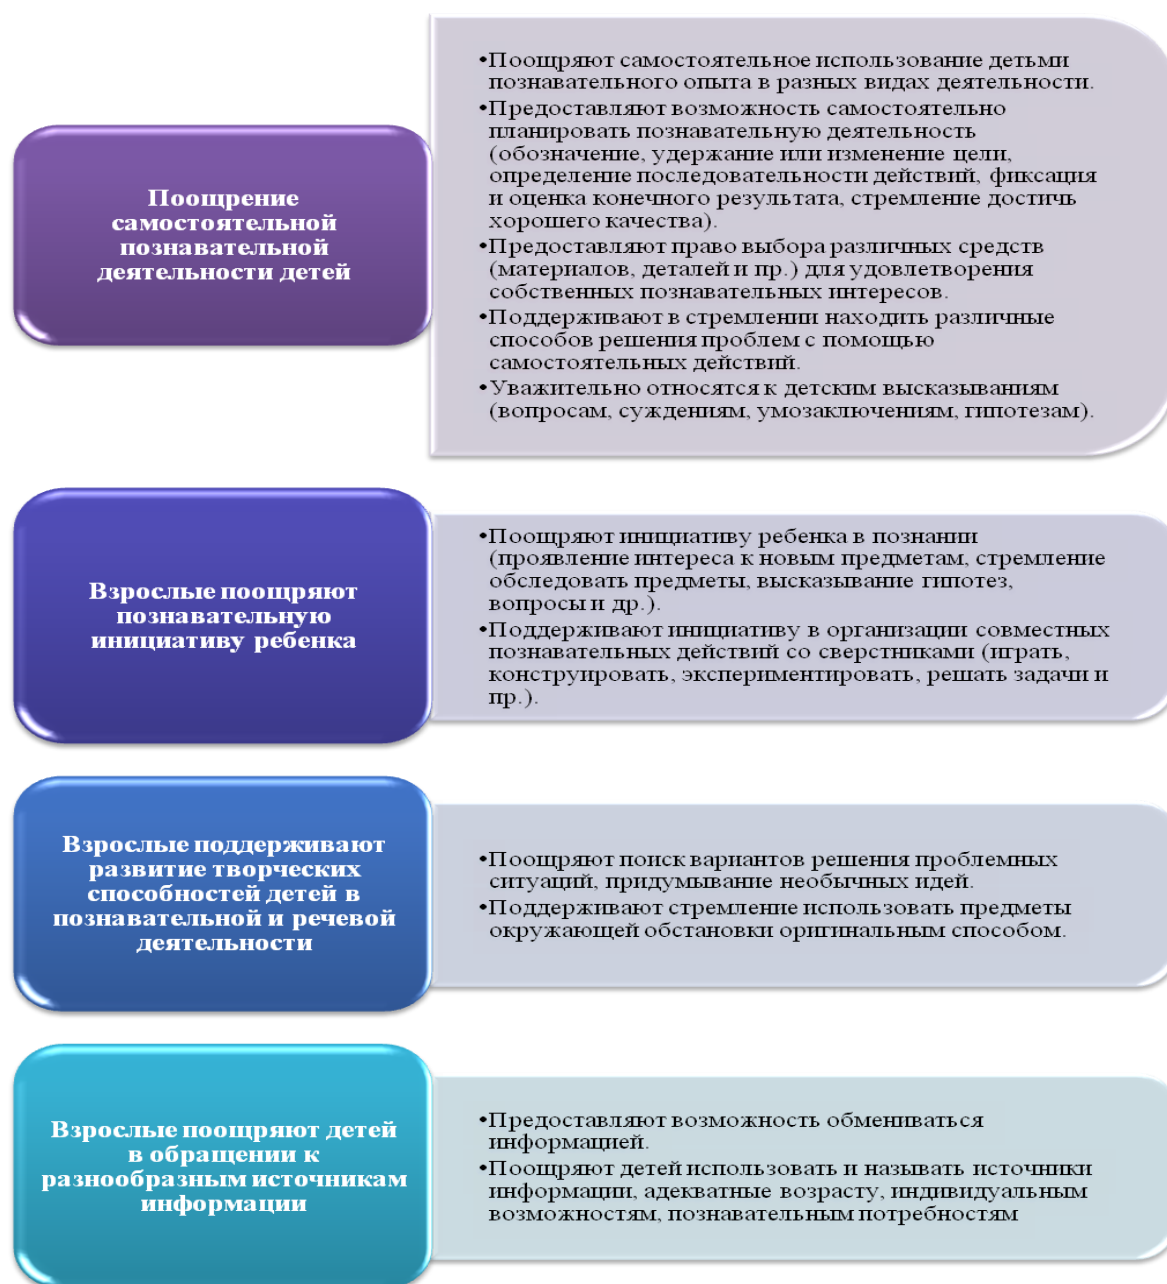 Поощрение
самостоятельной
познавательной
деятельности детей
•Поощряют самостоятельное использование детьми
познавательного опыта в разных видах деятельности.
•Предоставляют возможность самостоятельно
планировать познавательную деятельность
(обозначение, удержание или изменение цели,
определение последовательности действий, фиксация
и оценка конечного результата, стремление достичь
хорошего качества).
•Предоставляют право выбора различных средств
(материалов, деталей и пр.) для удовлетворения
собственных познавательных интересов.
•Поддерживают в стремлении находить различные
способов решения проблем с помощью
самостоятельных действий.
•Уважительно относятся к детским высказываниям
(вопросам, суждениям, умозаключениям, гипотезам).
Взрослые поощряют
познавательную
инициативу ребенка
•Поощряют инициативу ребенка в познании
(проявление интереса к новым предметам, стремление
обследовать предметы, высказывание гипотез,
вопросы и др.).
•Поддерживают инициативу в организации совместных
познавательных действий со сверстниками (играть,
конструировать, экспериментировать, решать задачи и
пр.).
Взрослые поддерживают
развитие творческих
способностей детей в
познавательной и речевой
деятельности
•Поощряют поиск вариантов решения проблемных
ситуаций, придумывание необычных идей.
•Поддерживают стремление использовать предметы
окружающей обстановки оригинальным способом.
Взрослые поощряют детей
в обращении к
разнообразным источникам
информации
•Предоставляют возможность обмениваться
информацией.
•Поощряют детей использовать и называть источники
информации, адекватные возрасту, индивидуальным
возможностям, познавательным потребностям